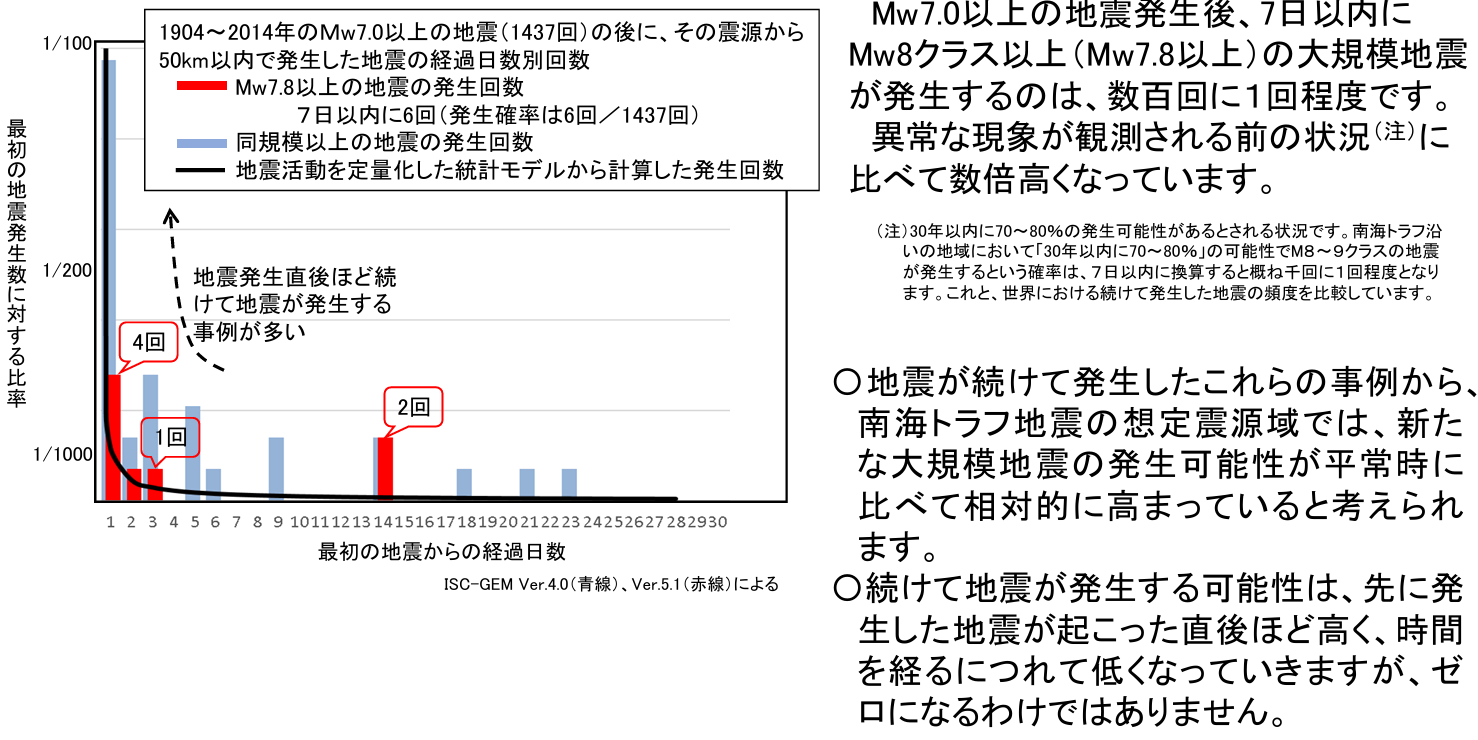 1904～2014年のMw7.0以上の地震(1437回)の後に、その震源から
50km以内で発生した地震の経過日数別回数
Mw7.8以上の地震の発生回数
7日以内に6回(発生確率は6回／1437回)
同規模以上の地震の発生回数
地震活動を定量化した統計モデルから計算した発生回数
最初の地震発生数に対する比率
1/100
1/200
1/1000
地震発生直後ほど続
けて地震が発生する
事例が多い
4回
1回
2回
1 2 3 4 5 6 7 8 9 10 11 12 13 14 15 16 17 18 19 20 21 22 23 24 25 26 27 28 29 30
最初の地震からの経過日数
ISC-GEM Ver.4.0(青線)、Ver.5.1(赤線)による
Mw7.0以上の地震発生後、7日以内に
Mw8クラス以上(Mw7.8以上)の大規模地震
が発生するのは、数百回に1回程度です。
異常な現象が観測される前の状況(注)に
比べて数倍高くなっています。
(注)30年以内に70～80%の発生可能性があるとされる状況です。南海トラフ沿
いの地域において「30年以内に70～80%」の可能性でM8～9クラスの地震
が発生するという確率は、7日以内に換算すると概ね千回に1回程度となり
ます。これと、世界における続けて発生した地震の頻度を比較しています。
○地震が続けて発生したこれらの事例から、
南海トラフ地震の想定震源域では、新た
な大規模地震の発生可能性が平常時に
比べて相対的に高まっていると考えられ
ます。
○続けて地震が発生する可能性は、先に発
生した地震が起こった直後ほど高く、時間
を経るにつれて低くなっていきますが、ゼ
ロになるわけではありません。